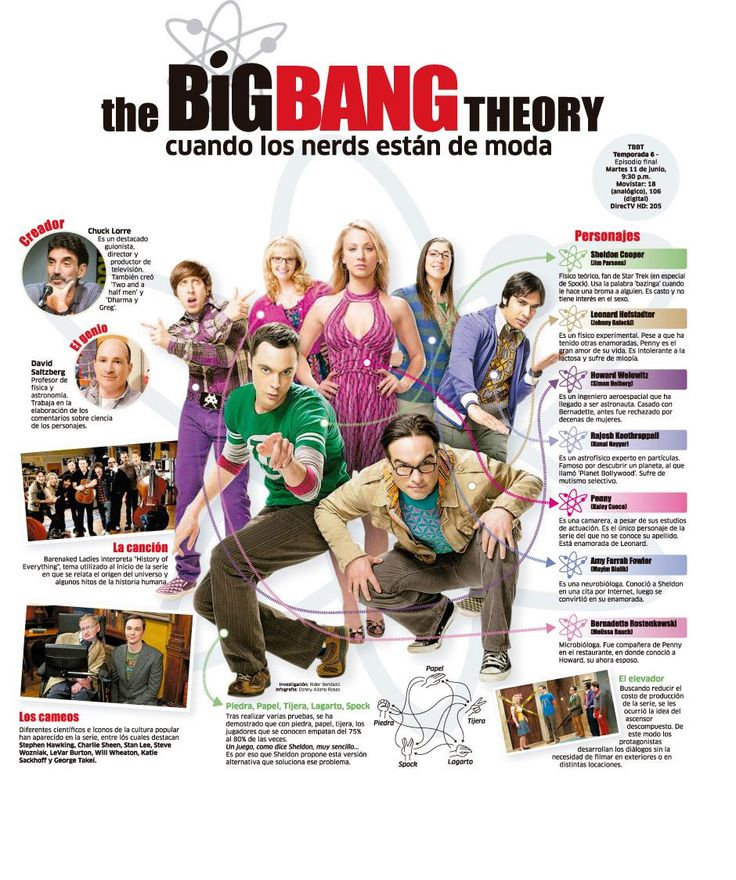 the BiGBANG THEORY
cuando los nerds están de moda
TBBT
Temporada 6 -
Episodio final
Martes 11 de junio,
9:30 p.m.
Movistar: 18
(analógico), 106
(digital)
DirecTV HD: 205
Creador
Chuck Lorre
Es un destacado
guionista,
director y
productor de
televisión.
También creó
'Two and a
half men' y
'Dharma y
Greg'.
El genio
David
Saltzberg
Profesor de
física y
astronomía.
Trabaja en la
elaboración de los
comentarios sobre ciencia
de los personajes.
La canción
Barenaked Ladies interpreta "History of
Everything", tema utilizado al inicio de la serie
en que se relata el origen del universo y
algunos hitos de la historia humana.
Los cameos
Diferentes científicos e íconos de la cultura popular
han aparecido en la serie, entre lós cuales destacan
Stephen Hawking, Charlie Sheen, Stan Lee, Steve
Wozniak, LeVar Burton, Will Wheaton, Katie
Sackhoff y George Takei.
Personajes
Sheldon Cooper
(Jim Parsons)
Físico teórico, fan de Star Trek (en especial
de Spock). Usa la palabra 'bazinga' cuando
le hace una broma a alguien. Es casto y no
tiene interés en el sexo.
Leonard Hofstadter
(Johnny Galecki)
Es un físico experimental. Pese a que ha
tenido otras enamoradas, Penny es el
gran amor de su vida. Es intolerante a la
lactosa y sufre de miopía.
Howard Wolowitz
(Simon Helberg)
Es un ingeniero aeroespacial que ha
llegado a ser astronauta. Casado con
Bernadette, antes fue rechazado por
decenas de mujeres.
Rajesh Koothrappali
(Kunal Nayyar)
Es un astrofísico experto en partículas.
Famoso por descubrir un planeta, al que
llamó 'Planet Bollywood'. Sufre de
mutismo selectivo.
Penny
(Kaley Cuoco)
Es una camarera, a pesar de sus estudios
de actuación. Es el único personaje de la
serie del que no se conoce su apellido.
Está enamorada de Leonard.
Amy Farrah Fowler
(Mayim Bialik)
Es una neurobióloga. Conoció a Sheldon
en una cita por Internet, luego se
convirtió en su enamorada.
Bernadette Rostenkowski
(Melissa Rauch)
Microbióloga. Fue compañera de Penny
en el restaurante, en donde conoció a
Howard, su ahora esposo.
Investigación:
Infografía:
Piedra, Papel, Tijera, Lagarto, Spock
Tras realizar varias pruebas, se ha
demostrado que con piedra, papel, tijera, los
jugadores que se conocen empatan del 75%
al 80% de las veces.
Un juego, como dice Sheldon, muy sencillo...
Es por eso que Sheldon propone esta versión
alternativa que soluciona ese problema.
Papel
Piedra
Tijera
Spock
Lagarto
El elevador
Buscando reducir el
costo de producción
de la serie, se les
ocurrió la idea del
ascensor
descompuesto. De
este modo los
protagonistas
desarrollan los diálogos sin la
necesidad de filmar en exteriores o en
distintas locaciones.